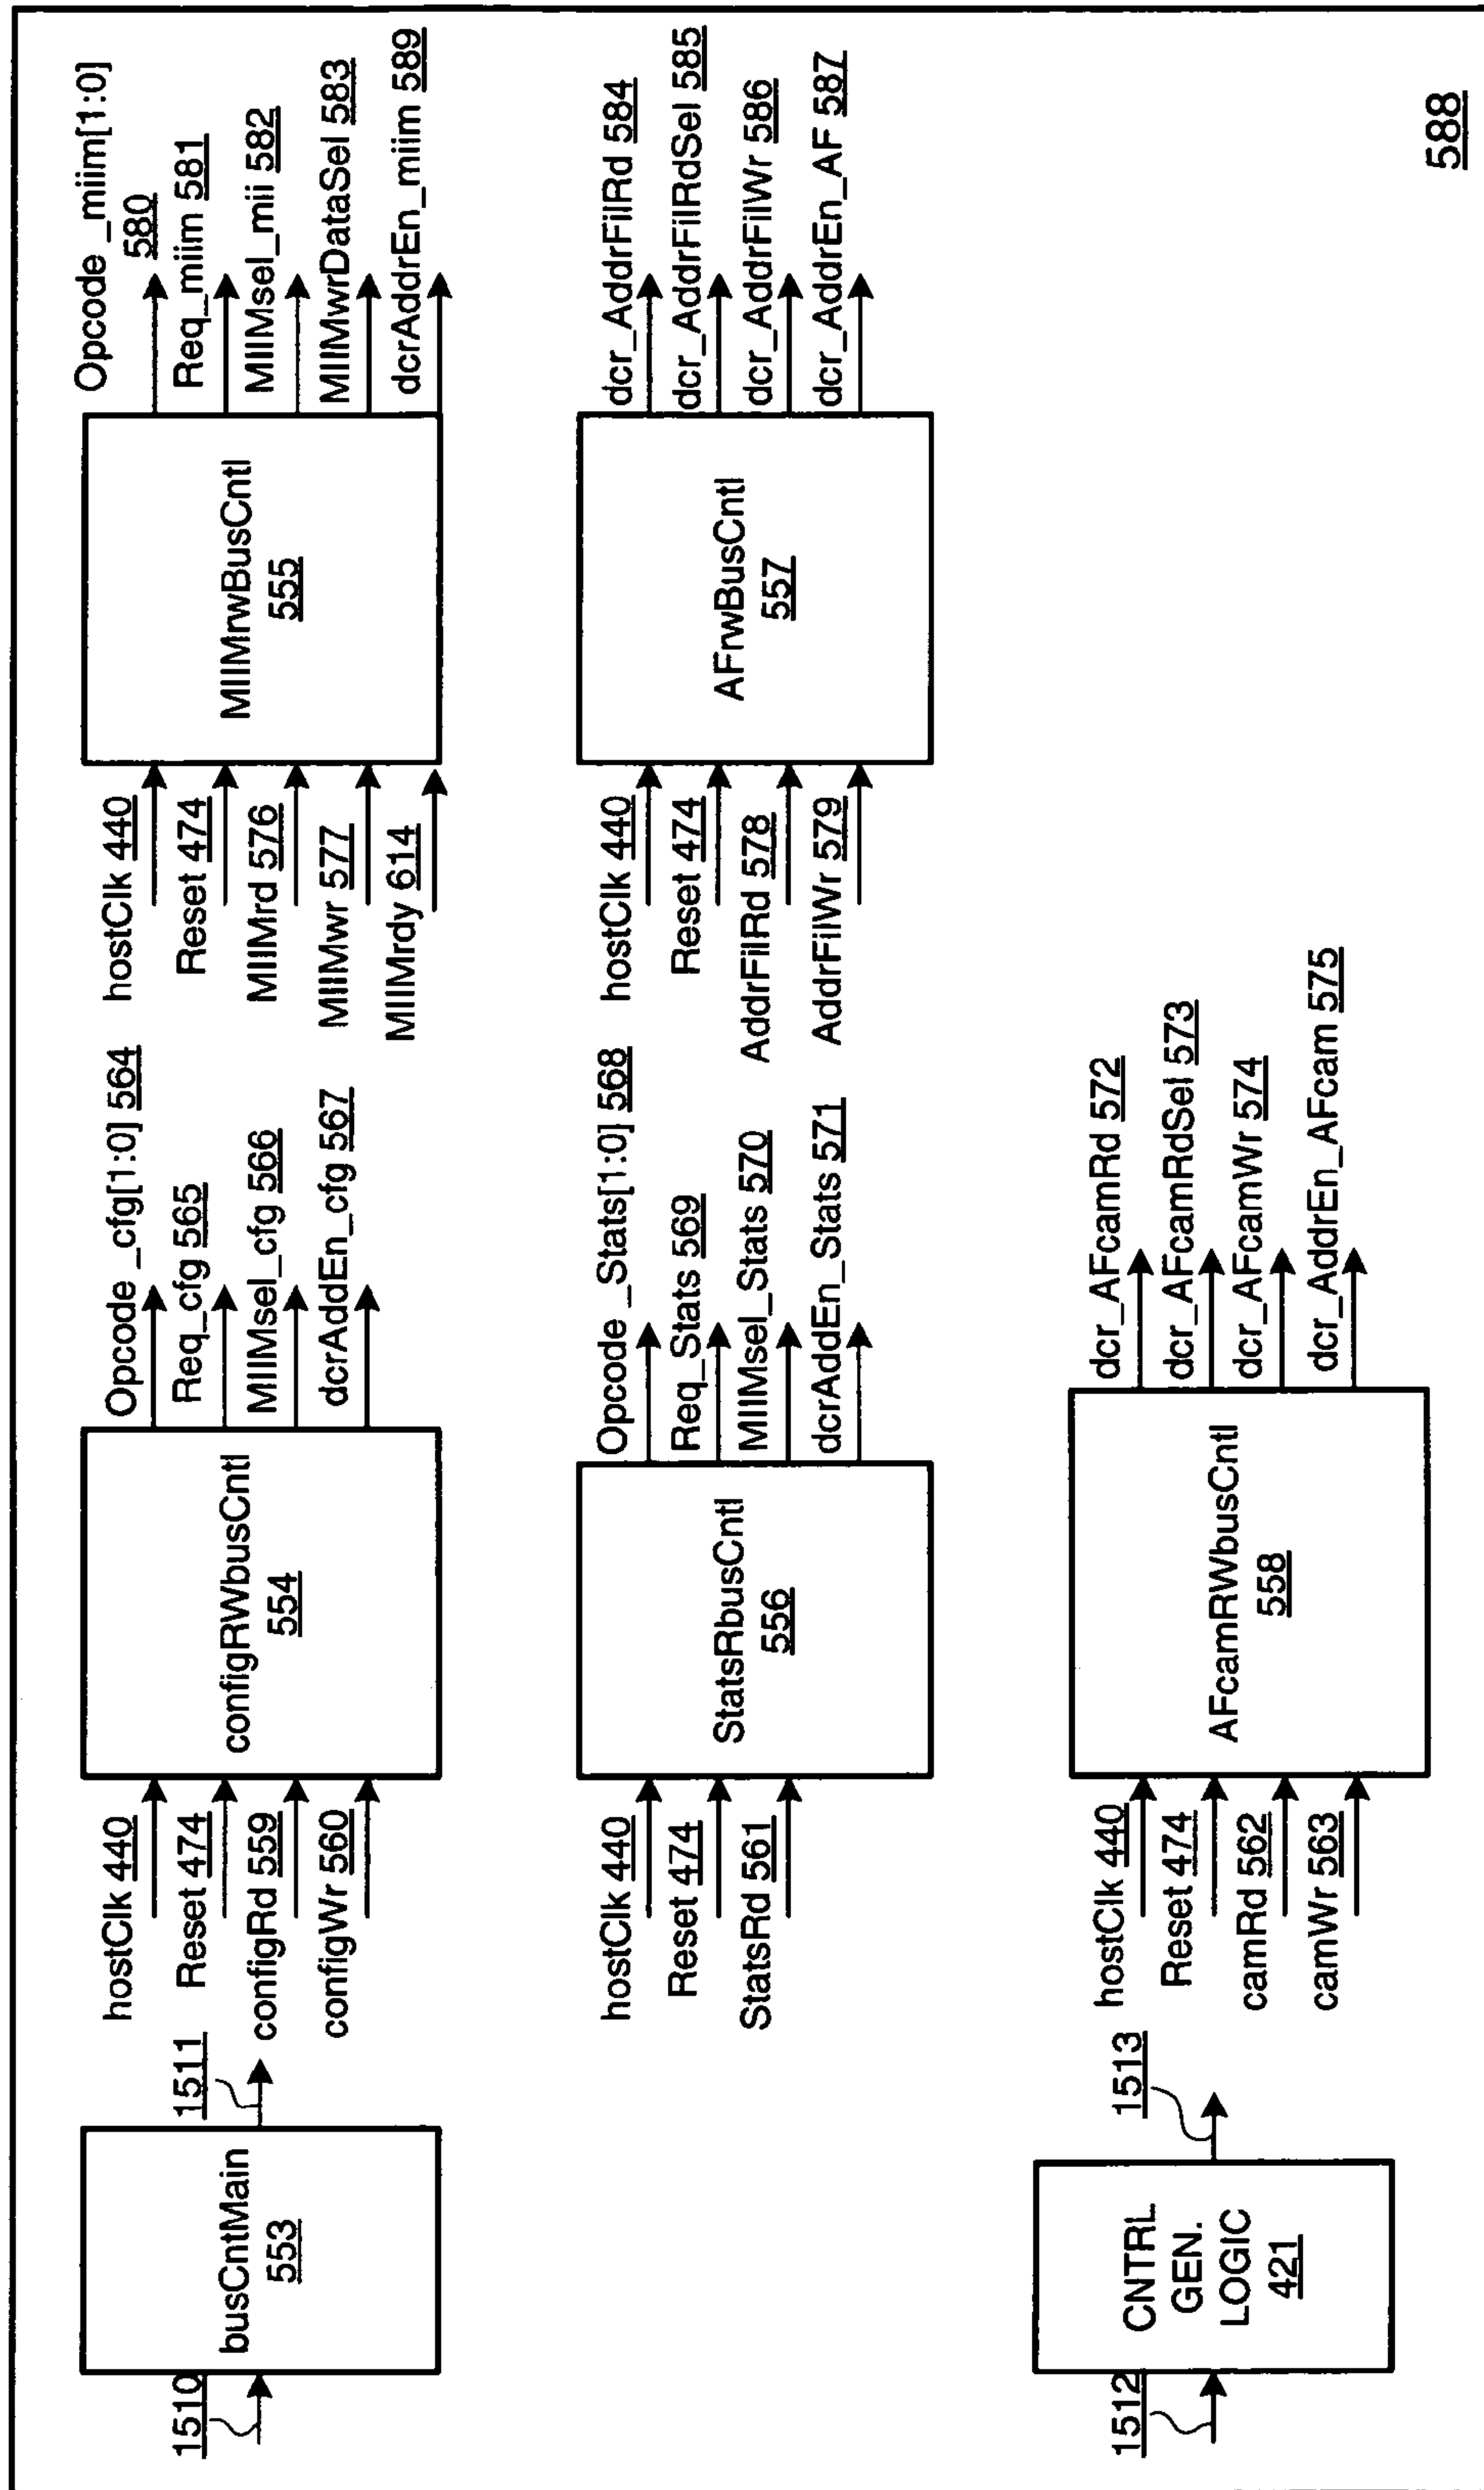 1510
busCntMain
553
1511
hostClk 440
Reset 474
configRd 559
configWr 560
configRWbusCntl
554
Opcode _cfg[1:0] 564
Req_cfg 565
MIIMsel_cfg 566
dcrAddEn_cfg 567
hostClk 440
Reset 474
MIIMrd 576
MIIMwr 577
MIIMrdy 614
MIIMrwBusCntl
555
Opcode _miim[1:0]
580
Req_miim 581
MIIMsel_mii 582
MIIMwrDataSel 583
dcrAddrEn_miim 589
hostClk 440
Reset 474
StatsRd 561
StatsRbusCntl
556
Opcode _Stats[1:0] 568
Req_Stats 569
MIIMsel_Stats 570
dcrAddEn_Stats 571
hostClk 440
Reset 474
AddrFilRd 578
AddrFilWr 579
AFrwBusCntl
557
dcr_AddrFilRd 584
dcr_AddrFilRdSel 585
dcr_AddrFilWr 586
dcr_AddrEn_AF 587
1512
CNTRL
GEN.
LOGIC
421
1513
hostClk 440
Reset 474
camRd 562
camWr 563
AFcamRWbusCntl
558
dcr_AFcamRd 572
dcr_AFcamRdSel 573
dcr_AFcamWr 574
dcr_AddrEn_AFcam 575
588